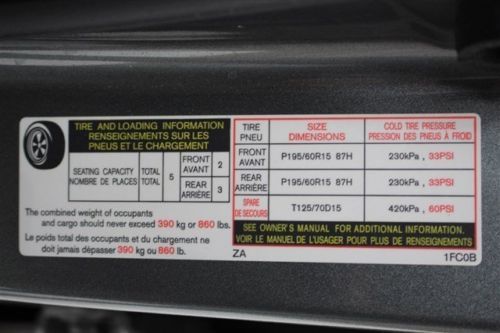 TIRE AND LOADING INFORMATION
RENSEIGNEMENTS SUR LES
PNEUS ET LE CHARGEMENT
SEATING CAPACITY
NOMBRE DE PLACES
TOTAL
TOTAL
5
FRONT
AVANT
2
REAR
ARRIÈRE
3
The combined weight of occupants
and cargo should never exceed 390 kg or 860 lbs.
Le poids total des occupants et du chargement ne
doit jamais dépasser 390 kg ou 860 lb.
TIRE
PNEU
SIZE
DIMENSIONS
COLD TIRE PRESSURE
PRESSION DES PNEUS À FROID
FRONT
AVANT
P195/60R15 87H
230kPa , 33PSI
REAR
ARRIÈRE
P195/60R15 87H
230kPa , 33PSI
SPARE
DE SECOURS
T125/70D15
420kPa , 60PSI
SEE OWNER'S MANUAL FOR ADDITIONAL INFORMATION.
VOIR LE MANUEL DE L'USAGER POUR PLUS DE RENSEIGNEMENTS
ZA
1FC0B